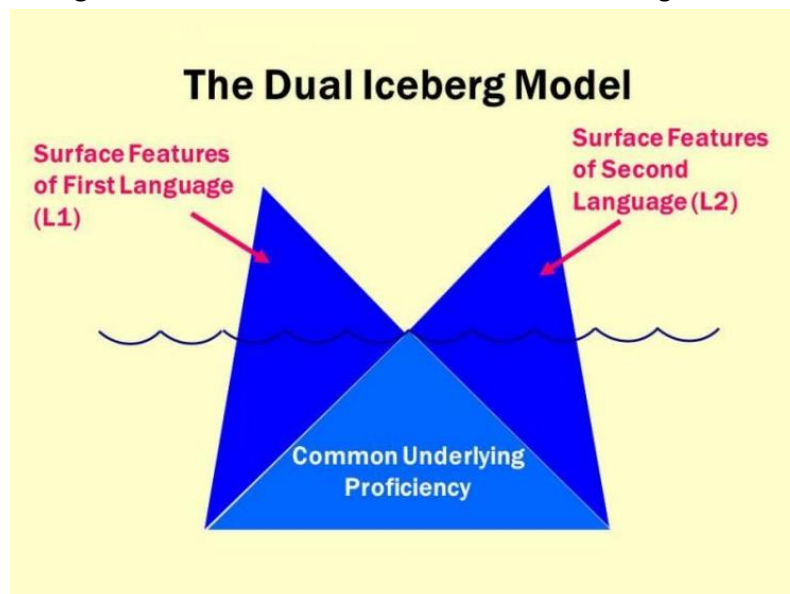 The Dual Iceberg Model
Surface Features
of First Language
(L1)
Surface Features
of Second
Language (L2)
Common Underlying
Proficiency